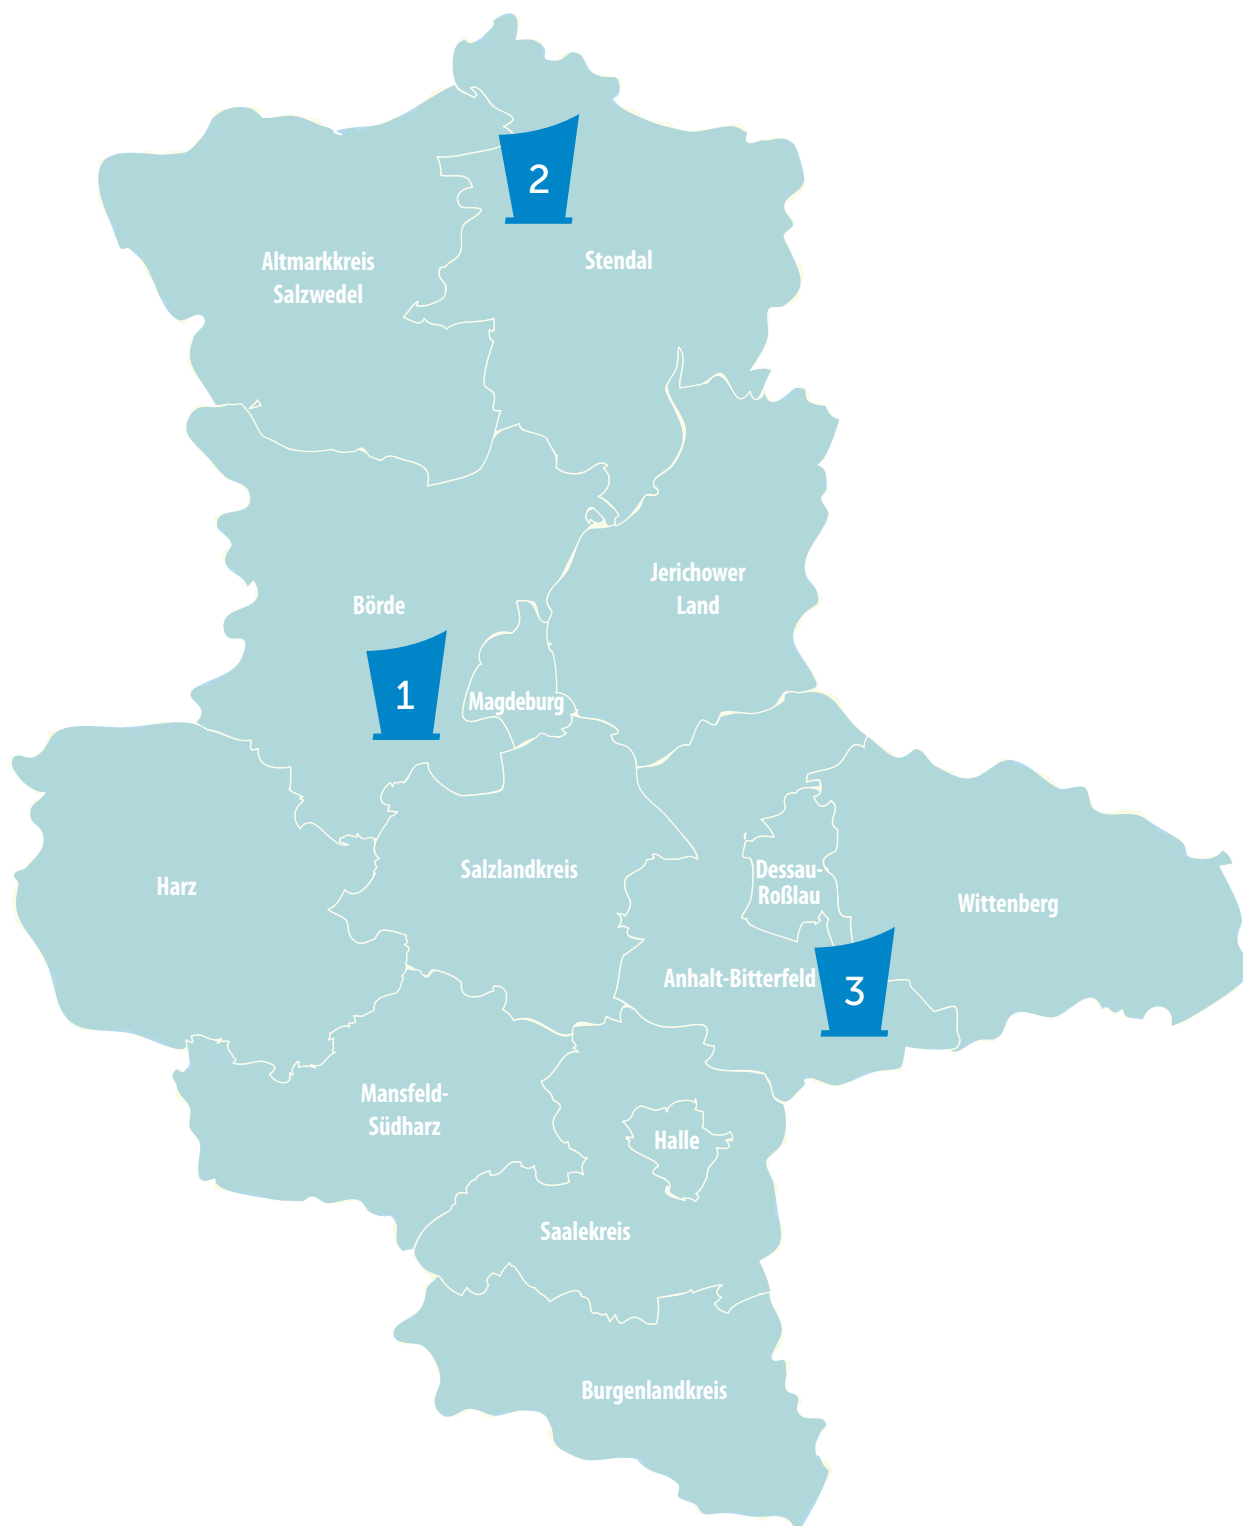 2
Altmarkkreis
Salzwedel
Stendal
Jerichower
Land
Börde
1
Magdeburg
Harz
Salzlandkreis
Dessau-
Roßlau
Wittenberg
Anhalt-Bitterfeld
3
Mansfeld-
Südharz
Halle
Saalekreis
Burgenlandkreis